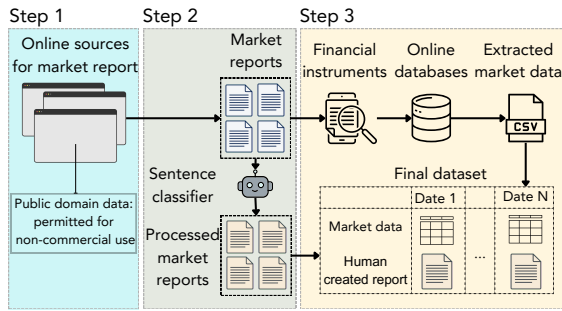 Step 1
Step 2
Step 3
Online sources
for market report
Public domain data:
permitted for
non-commercial use
Market
reports
Sentence
classifier
Processed
market
reports
Financial
instruments
Online
databases
Extracted
market data
CSV
Final dataset
Date 1
Date N
Market data
Human
created report
...